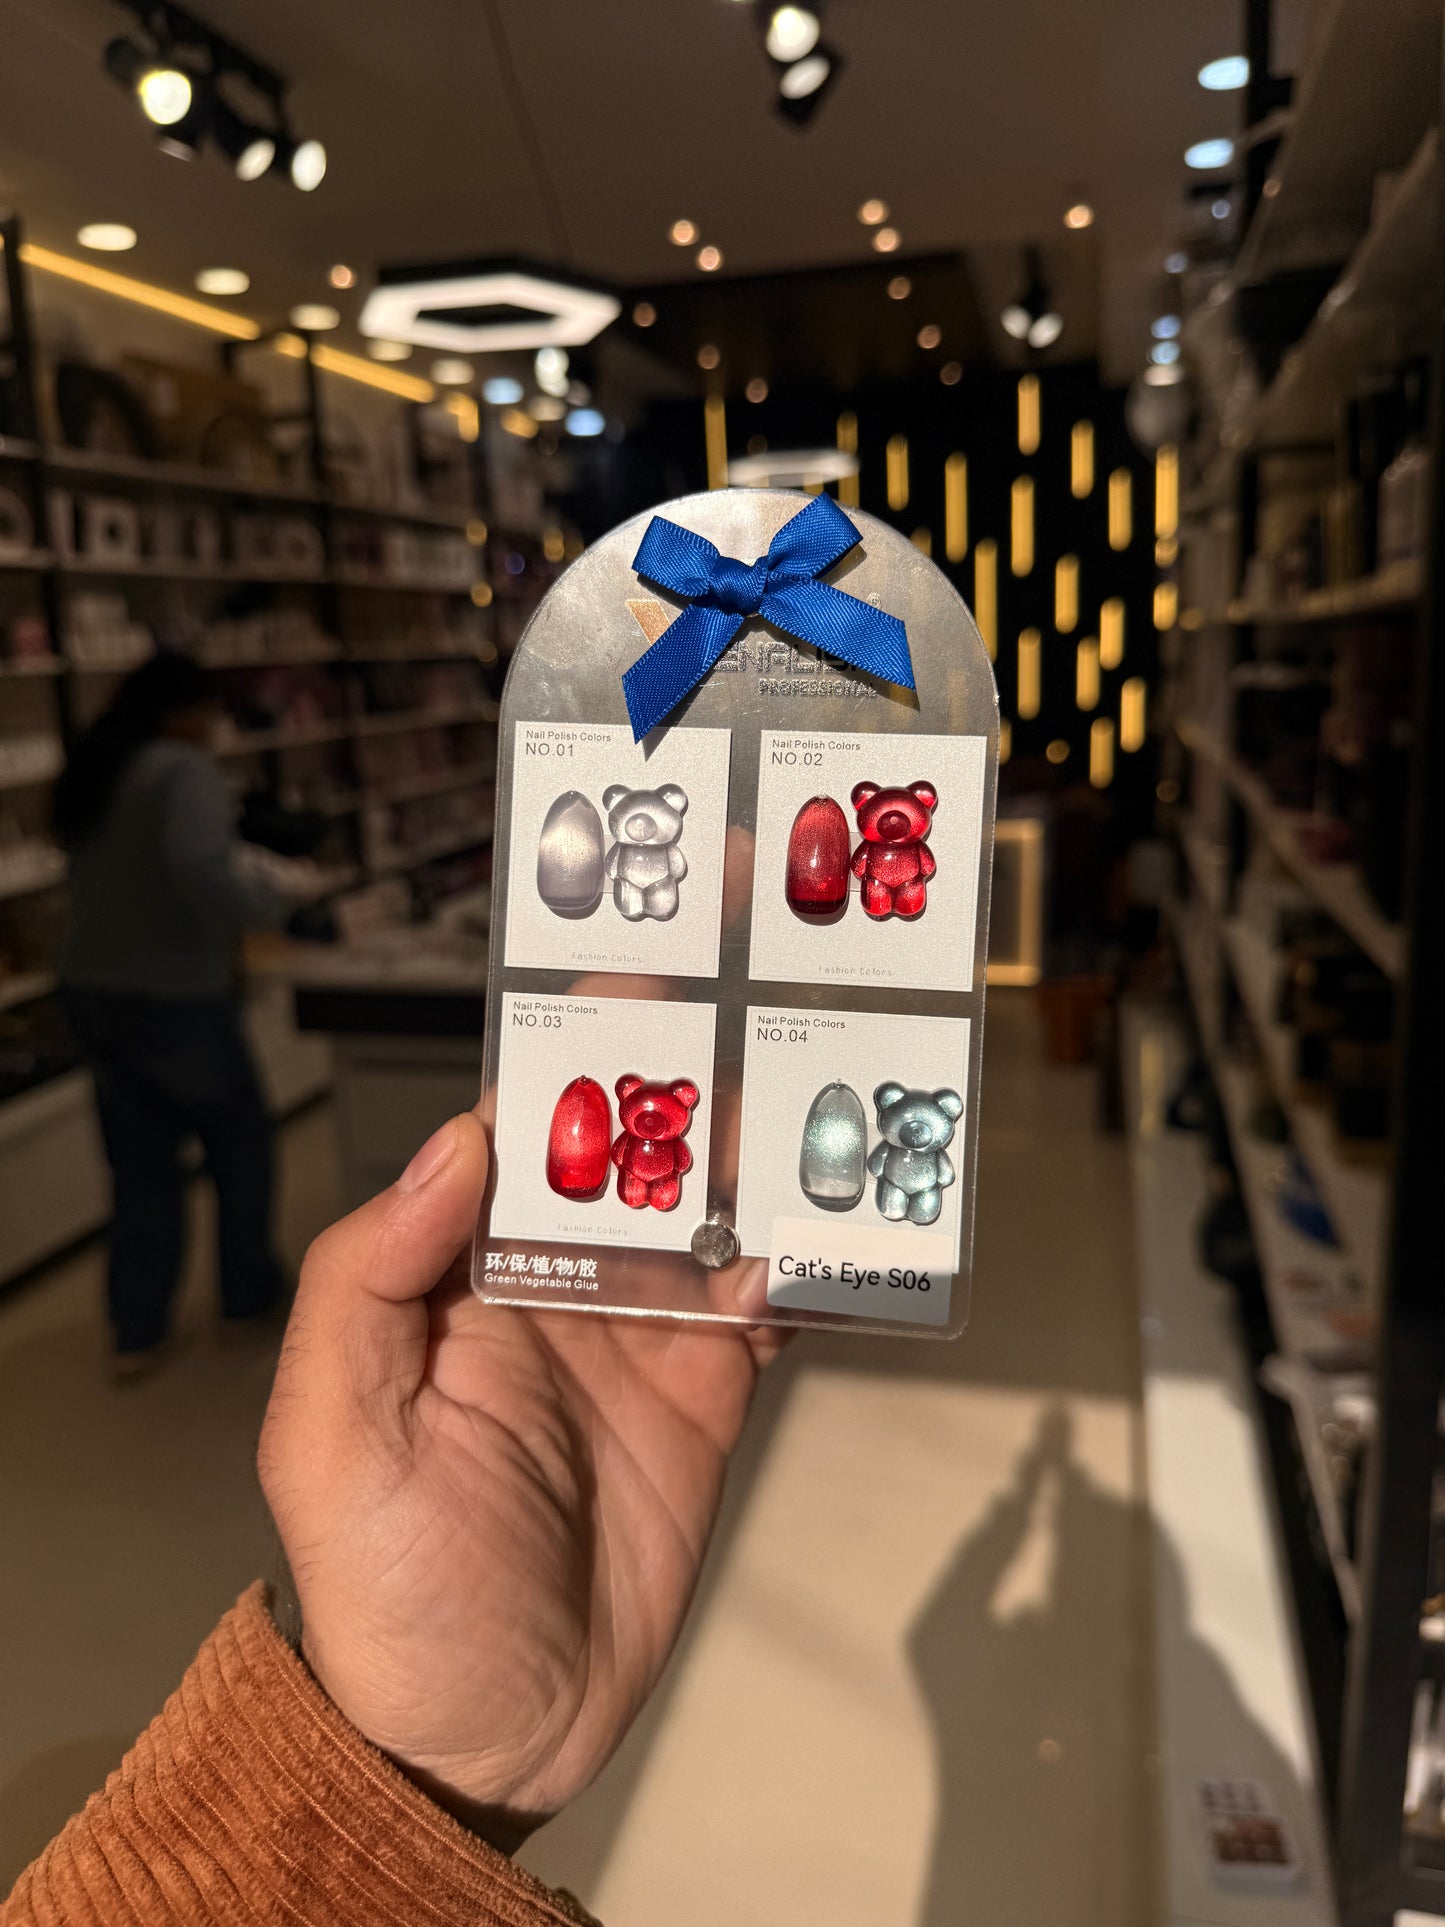 PROFESSIONAL
Nail Polish Colors
NO.01
Fashion Colors
Nail Polish Colors
NO.02
Fashion Colors
Nail Polish Colors
NO.03
Fashion Colors
Nail Polish Colors
NO.04
环/保/植/物/胶
Green Vegetable Glue
Cat's Eye S06